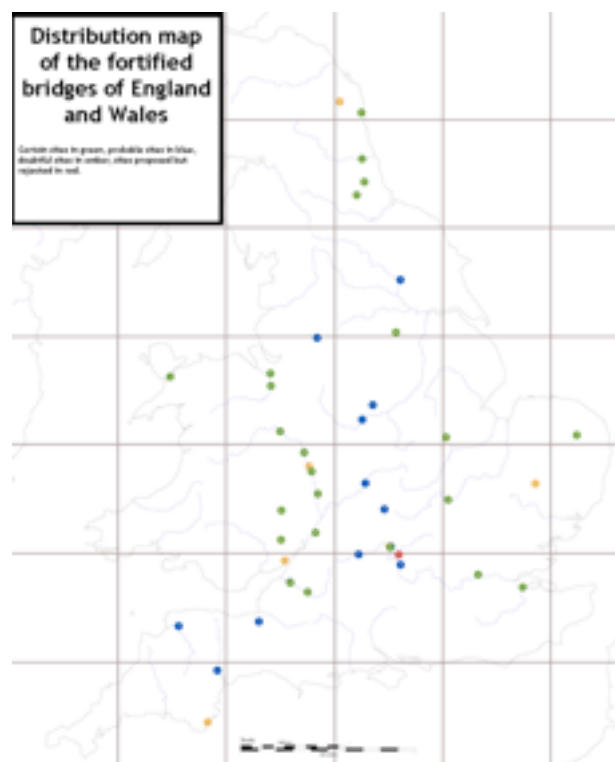 Distribution map
of the fortified
bridges of England
and Wales
Certain sites in green, probable sites in blue,
doubtful sites in amber, sites proposed but
rejected in red.